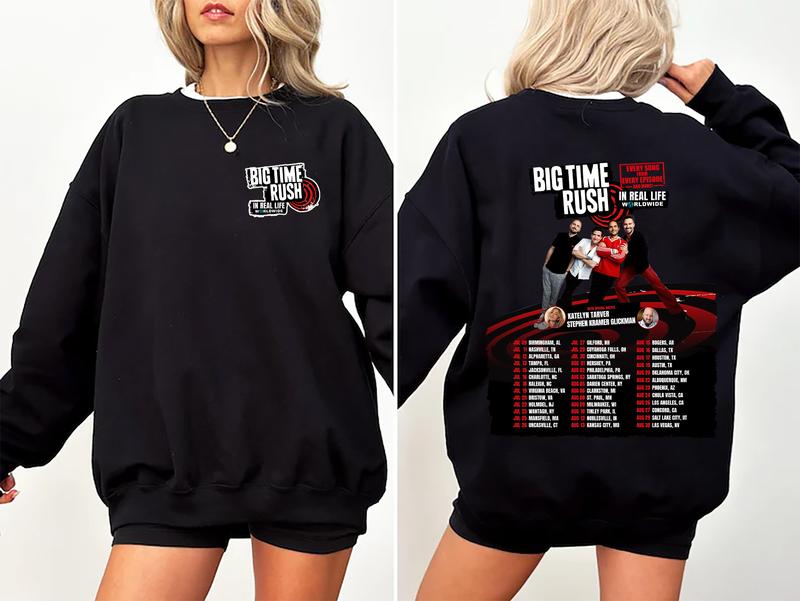 BIG TIME
RUSH
IN REAL LIFE
WORLDWIDE
BIG TIME
RUSH
EVERY SONG
FROM
EVERY EPISODE
AND MORE!
IN REAL LIFE
WORLDWIDE
WITH SPECIAL GUESTS
KATELYN TARVER
STEPHEN KRAMER GLICKMAN
BIRMINGHAM, AL
NASHVILLE, TN
ALPHARETTA, GA
TAMPA, FL
JACKSONVILLE, FL
CHARLOTTE, NC
RALEIGH, NC
VIRGINIA BEACH, VA
BRISTOW, VA
HOLMDEL, NJ
WANTAGH, NY
MANSFIELD, MA
UNCASVILLE, CT
GILFORD, NH
CUYAHOGA FALLS, OH
CINCINNATI, OH
HERSHEY, PA
PHILADELPHIA, PA
SARATOGA SPRINGS, NY
DARIEN CENTER, NY
CLARKSTON, MI
ST. PAUL, MN
MILWAUKEE, WI
TINLEY PARK, IL
NOBLESVILLE, IN
KANSAS CITY, MO
ROGERS, AR
DALLAS, TX
HOUSTON, TX
AUSTIN, TX
OKLAHOMA CITY, OK
ALBUQUERQUE, NM
PHOENIX, AZ
CHULA VISTA, CA
LOS ANGELES, CA
CONCORD, CA
SALT LAKE CITY, UT
LAS VEGAS, NV